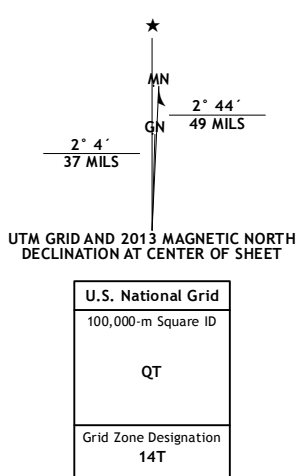 ★
MN
GN
2° 44´
49 MILS
2° 4´
37 MILS
UTM GRID AND 2013 MAGNETIC NORTH
DECLINATION AT CENTER OF SHEET
U.S. National Grid
100,000-m Square ID
QT
Grid Zone Designation
14T